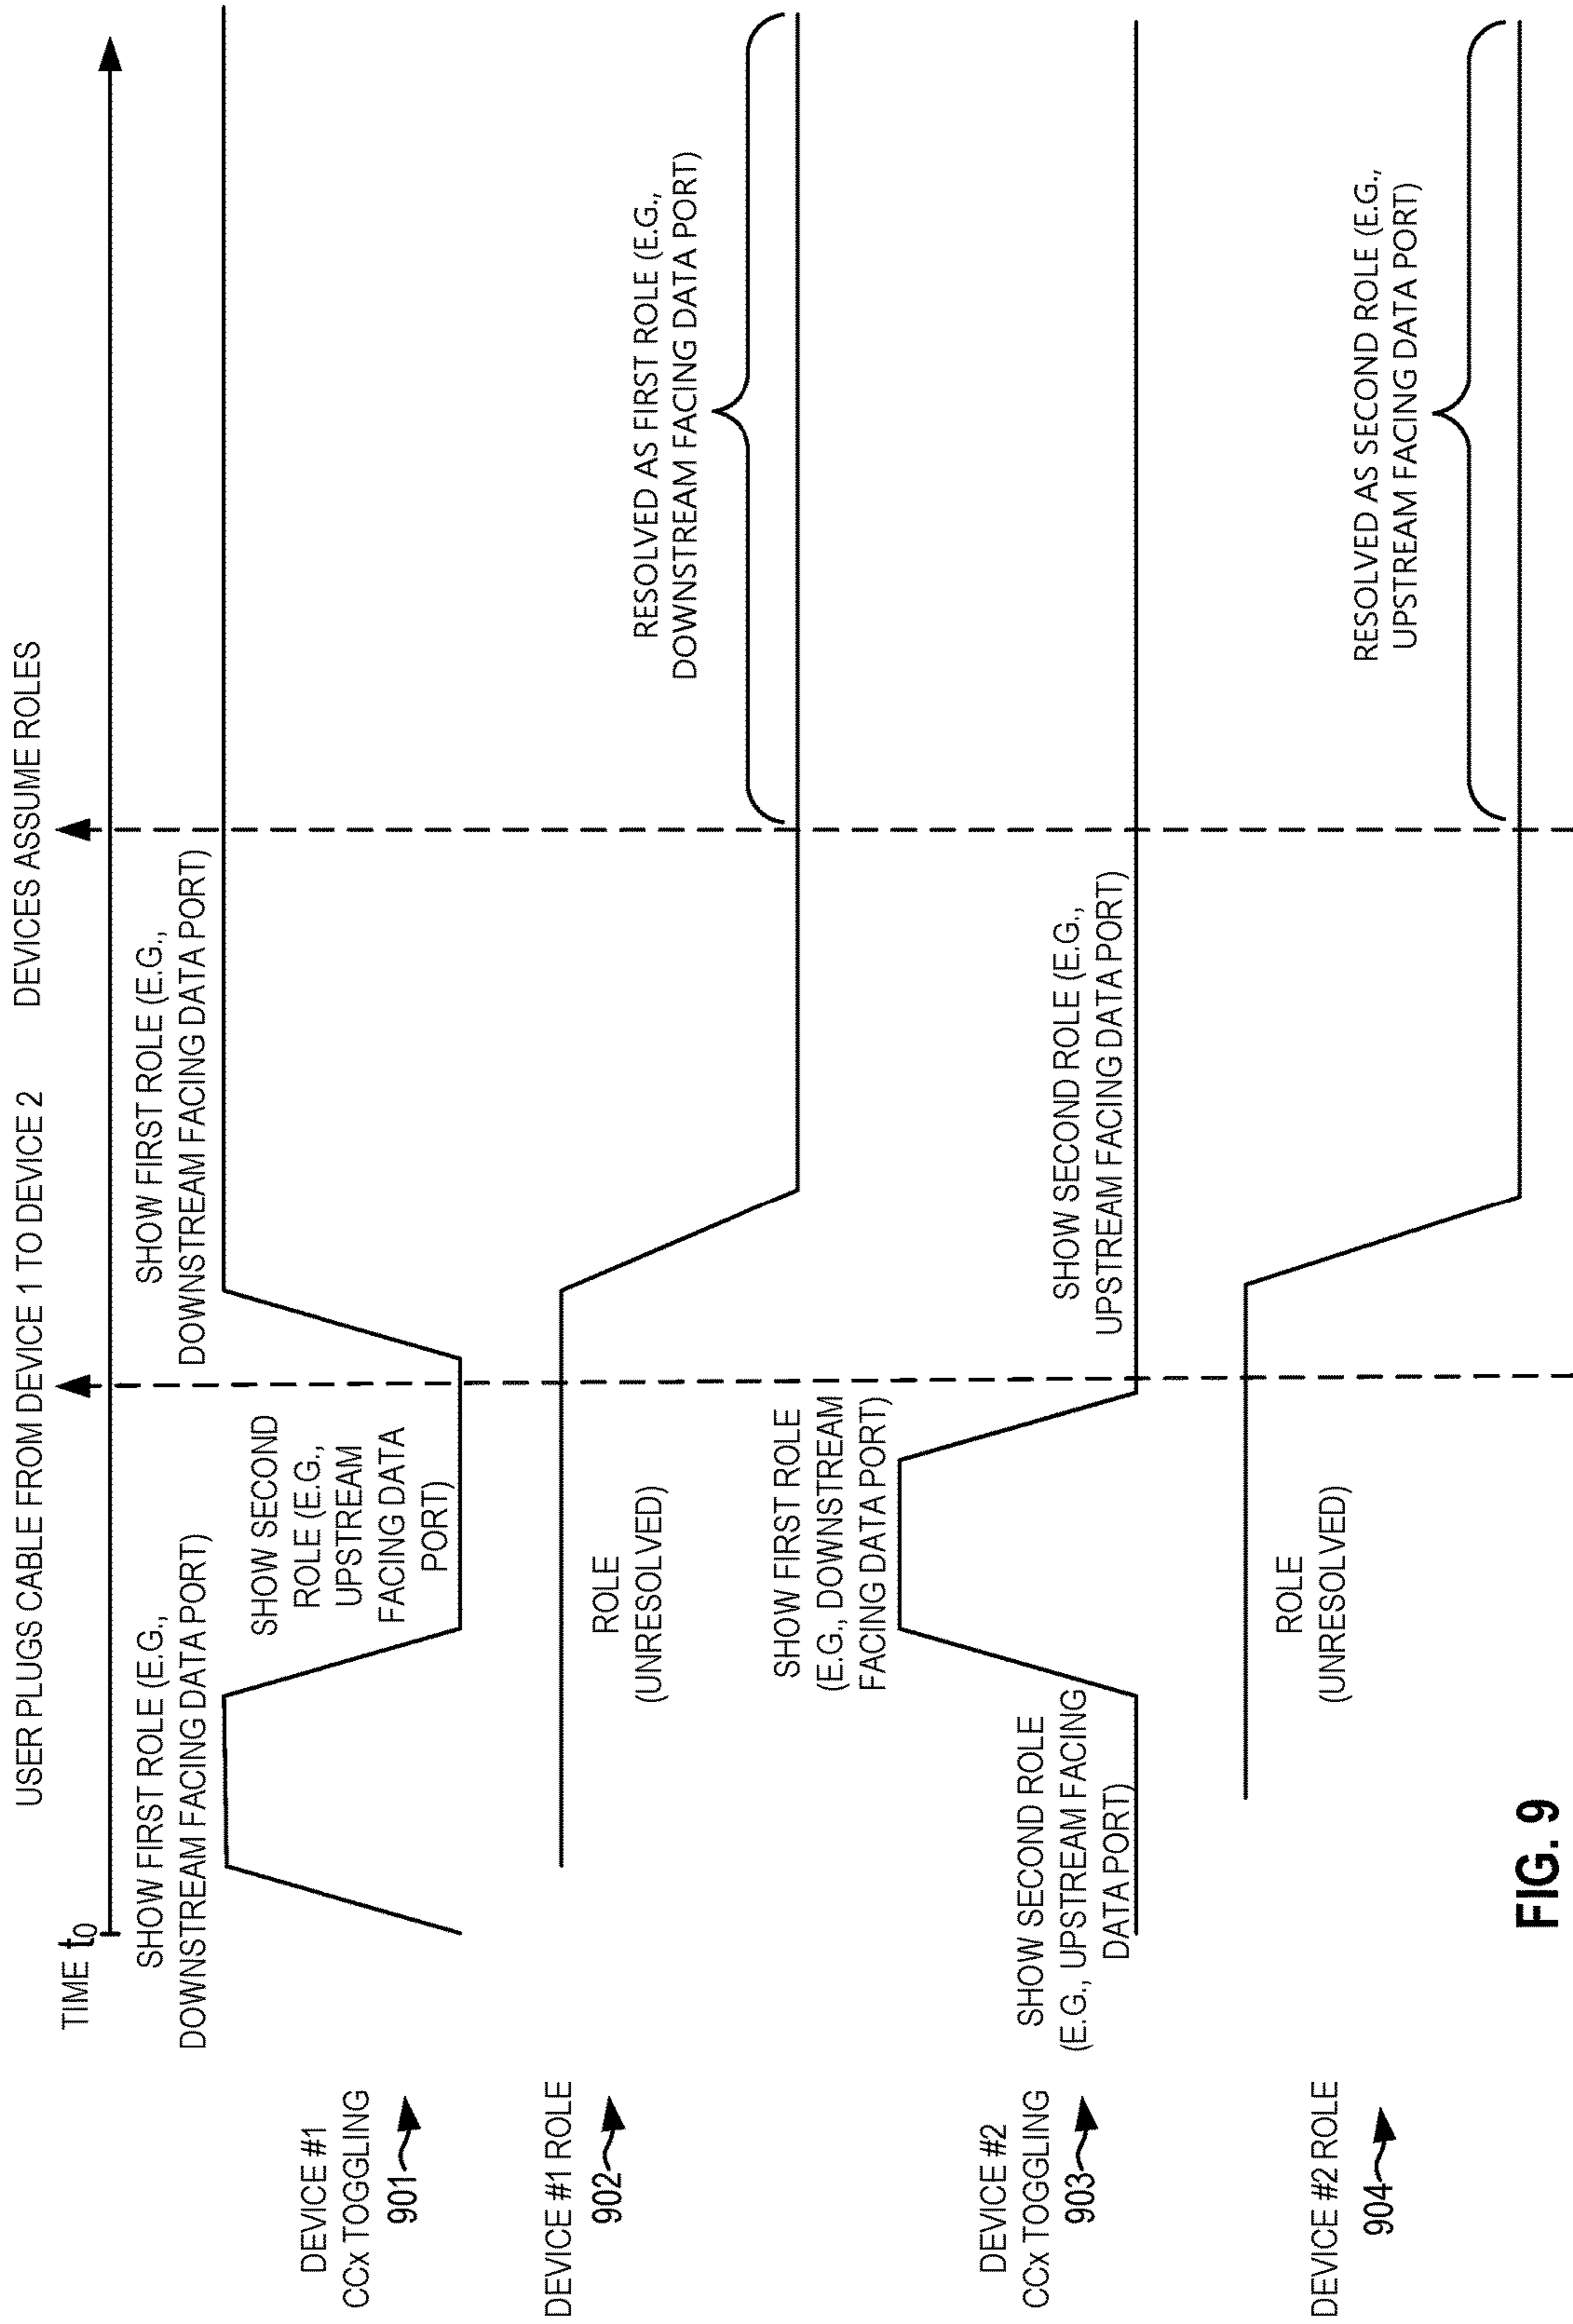 USER PLUGS CABLE FROM DEVICE 1 TO DEVICE 2
DEVICES ASSUME ROLES
TIME t0
SHOW FIRST ROLE (E.G.,
DOWNSTREAM FACING DATA PORT)
SHOW SECOND
ROLE (E.G.,
UPSTREAM
FACING DATA
PORT)
SHOW FIRST ROLE (E.G.,
DOWNSTREAM FACING DATA PORT)
DEVICE #1
CCx TOGGLING
901
DEVICE #1 ROLE
902
ROLE
(UNRESOLVED)
RESOLVED AS FIRST ROLE (E.G.,
DOWNSTREAM FACING DATA PORT)
SHOW FIRST ROLE
(E.G., DOWNSTREAM
FACING DATA PORT)
DEVICE #2
CCx TOGGLING
903
SHOW SECOND ROLE
(E.G., UPSTREAM FACING
DATA PORT)
SHOW SECOND ROLE (E.G.,
UPSTREAM FACING DATA PORT)
DEVICE #2 ROLE
904
ROLE
(UNRESOLVED)
RESOLVED AS SECOND ROLE (E.G.,
UPSTREAM FACING DATA PORT)
FIG. 9